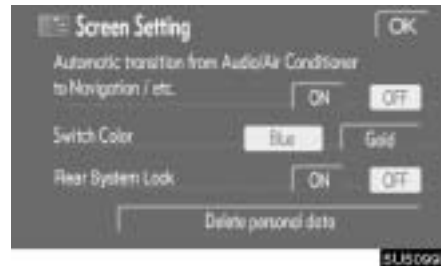 Screen Setting
OK
Automatic transition from Audio/Air Conditioner
to Navigation / etc.
ON OFF
Switch Color Blue Gold
Rear System Lock ON OFF
Delete personal data
5U5099